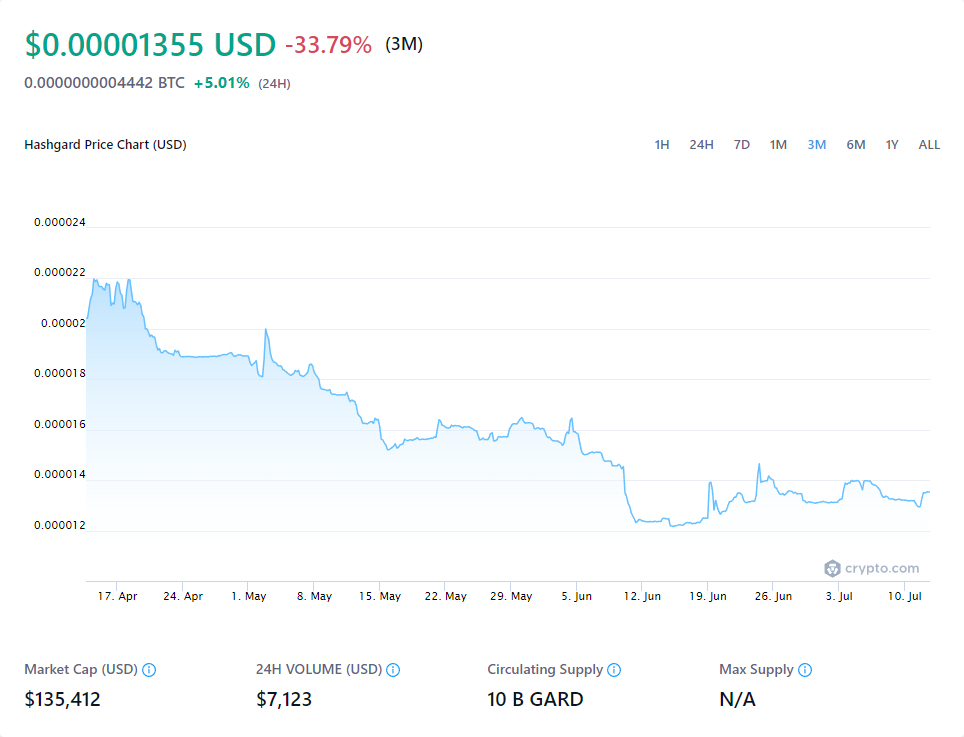 $0.00001355 USD -33.79% (3M)
0.0000000004442 BTC +5.01% (24H)
Hashgard Price Chart (USD)
1H 24H 7D 1M 3M 6M 1Y ALL
0.000024
0.000022
0.00002
0.000018
0.000016
0.000014
0.000012
crypto.com
17. Apr 24. Apr 1. May 8. May 15. May 22. May 29. May 5. Jun 12. Jun 19. Jun 26. Jun 3. Jul 10. Jul
Market Cap (USD) 24H VOLUME (USD) Circulating Supply Max Supply
$135,412 $7,123 10 B GARD N/A